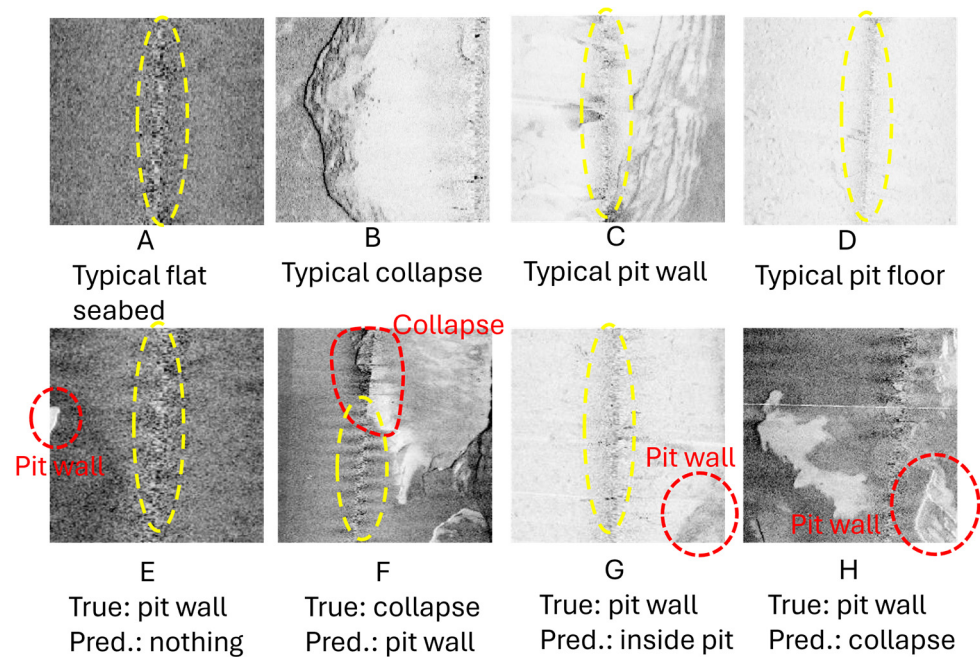 A
Typical flat
seabed
B
Typical collapse
C
Typical pit wall
D
Typical pit floor
Pit wall
E
True: pit wall
Pred.: nothing
Collapse
F
True: collapse
Pred.: pit wall
Pit wall
G
True: pit wall
Pred.: inside pit
Pit wall
H
True: pit wall
Pred.: collapse